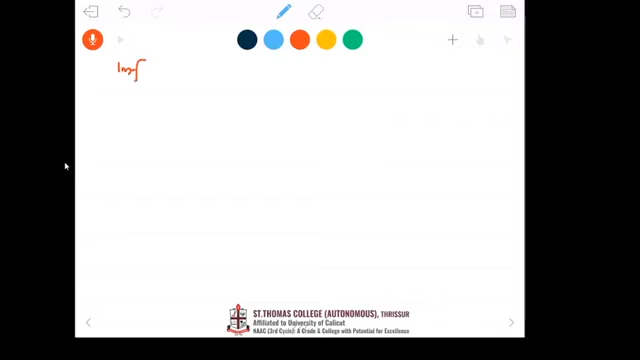 Inf
ST.THOMAS COLLEGE (AUTONOMOUS), THRISSUR
Affiliated to University of Calicut
NAAC (3rd Cycle): A Grade & College with Potential for Excellence